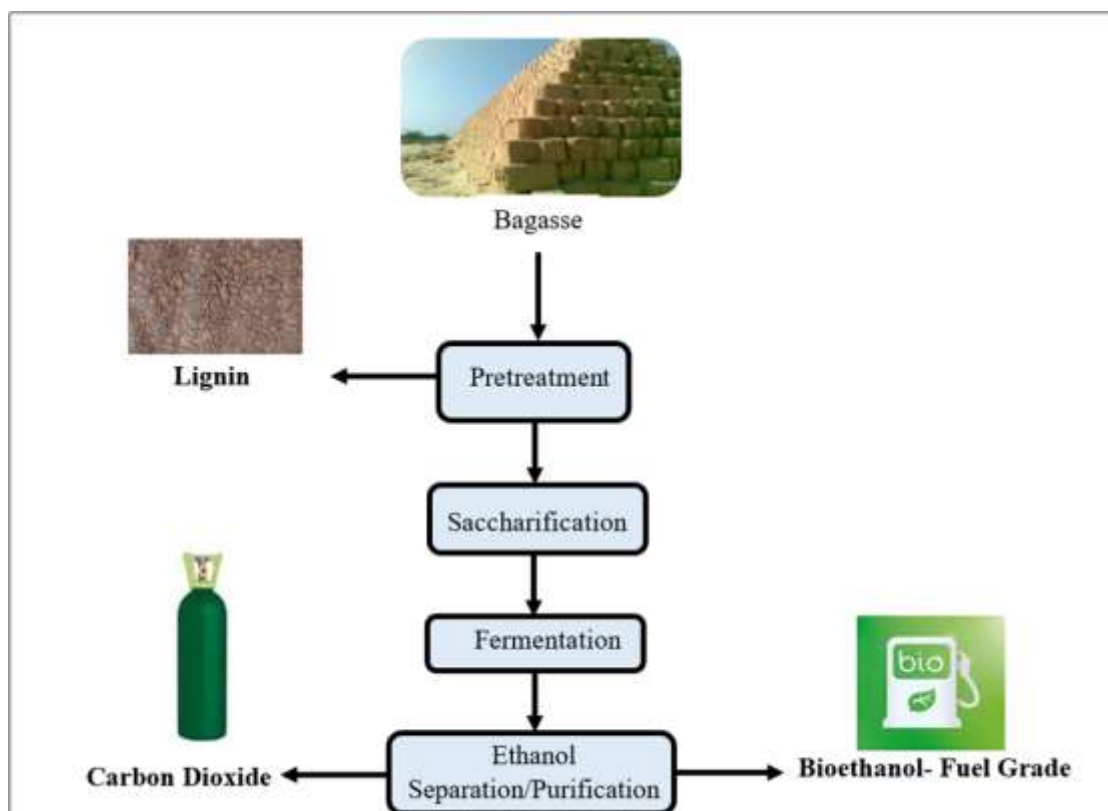 Bagasse
Lignin
Pretreatment
Saccharification
Fermentation
bio
Carbon Dioxide
Ethanol
Separation/Purification
Bioethanol- Fuel Grade